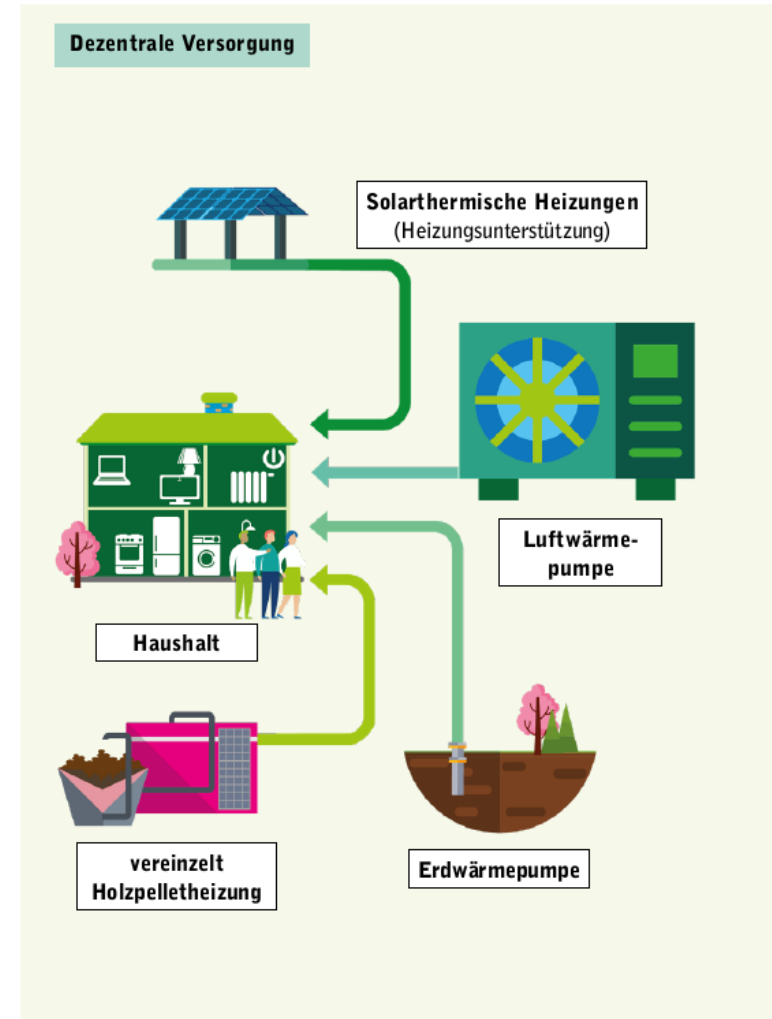 Dezentrale Versorgung
Solarthermische Heizungen
(Heizungsunterstützung)
Luftwärme-
pumpe
Haushalt
vereinzelt
Holzpelletheizung
Erdwärmepumpe